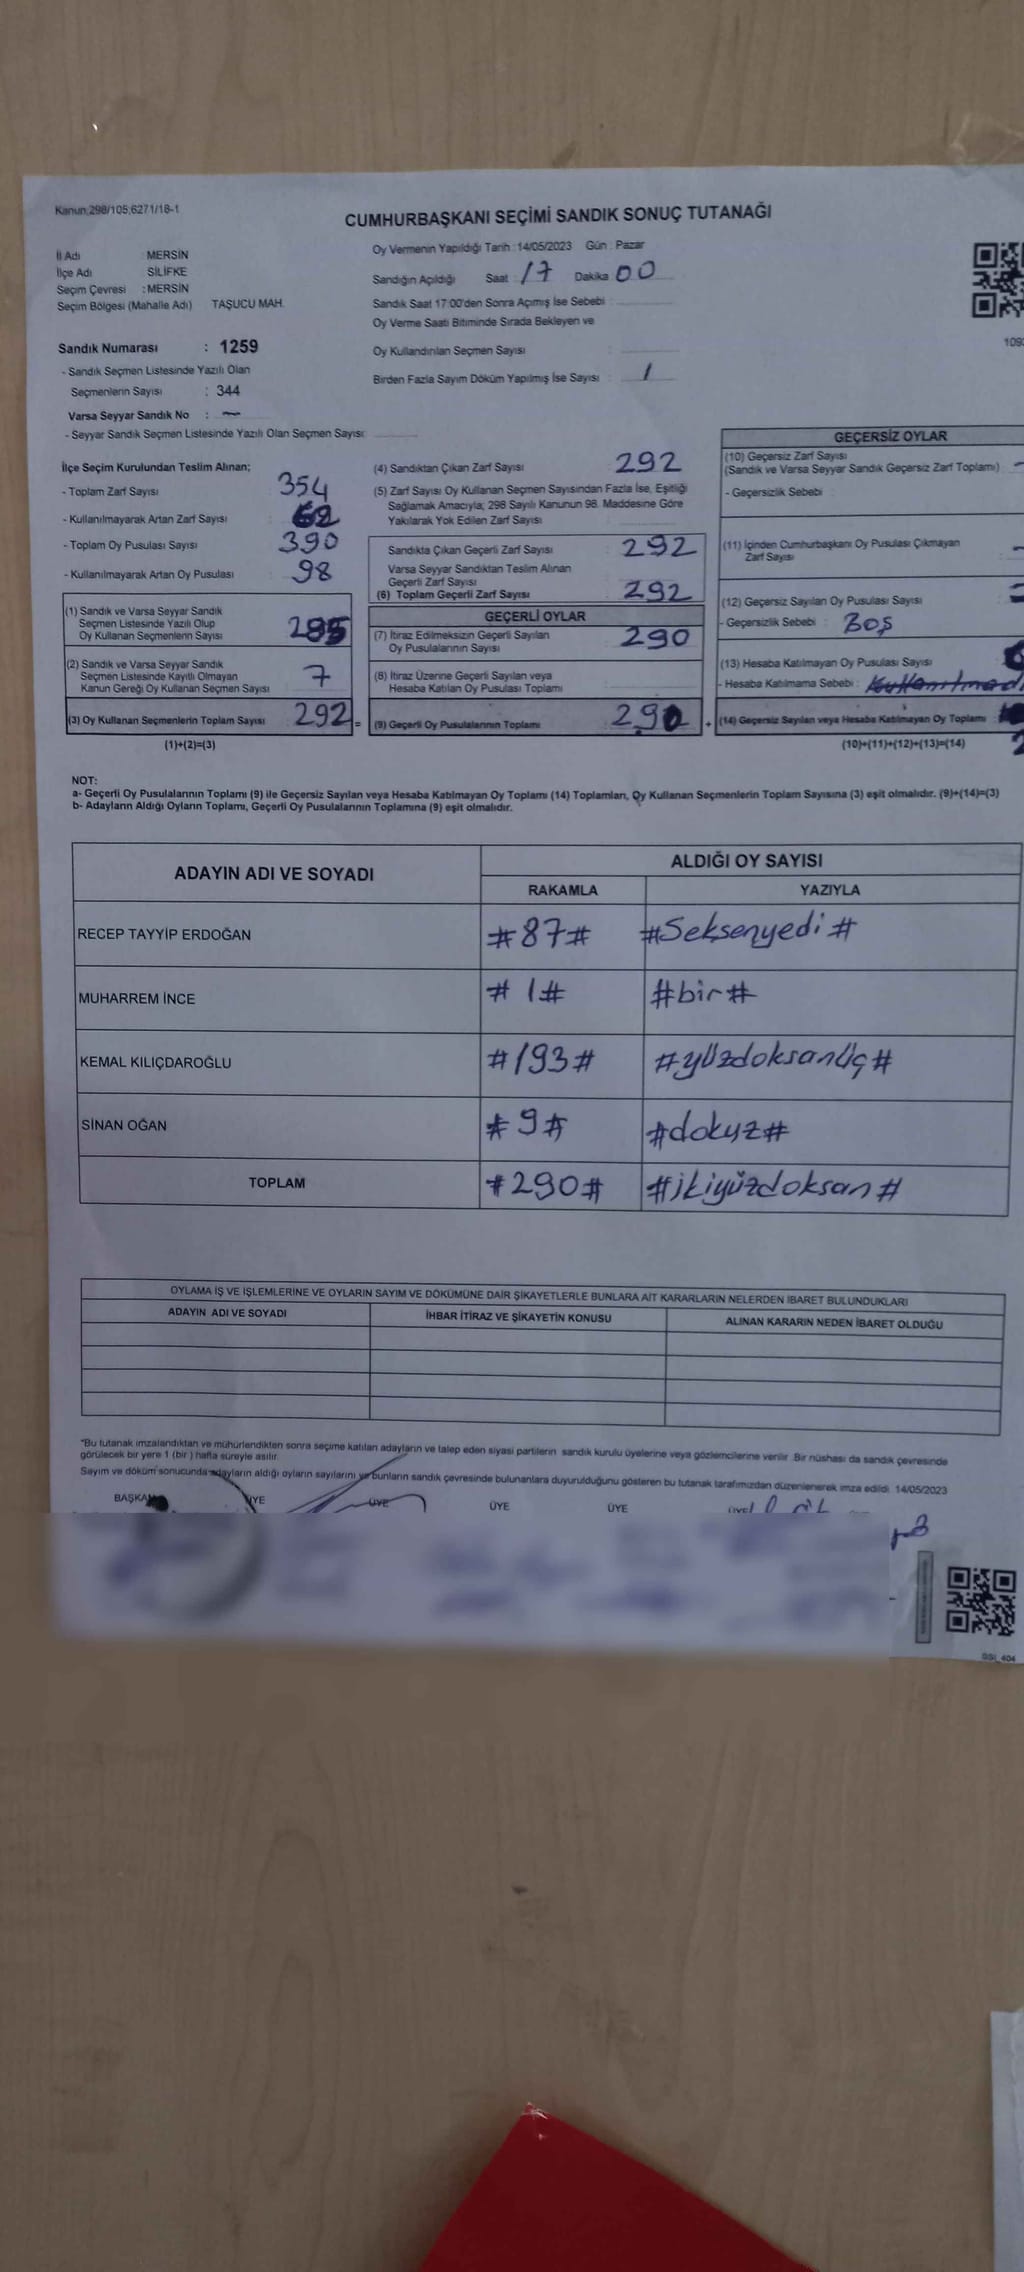 Kanun;298/105;6271/18-1
CUMHURBAŞKANI SEÇİMİ SANDIK SONUÇ TUTANAĞI
İl Adı : MERSİN
İlçe Adı SİLİFKE
Seçim Çevresi : MERSİN
Seçim Bölgesi (Mahalle Adı) TAŞUCU MAH.
Oy Vermenin Yapıldığı Tarih : 14/05/2023 Gün : Pazar
Sandığın Açıldığı Saat : 17 Dakika 00
Sandık Saat 17:00'den Sonra Açımış İse Sebebi :
Oy Verme Saati Bitiminde Sırada Bekleyen ve
Oy Kullandırılan Seçmen Sayısı :
Birden Fazla Sayım Döküm Yapılmış İse Sayısı : 1
Sandık Numarası : 1259
- Sandık Seçmen Listesinde Yazılı Olan
Seçmenlerin Sayısı : 344
Varsa Seyyar Sandık No : ~
- Seyyar Sandık Seçmen Listesinde Yazılı Olan Seçmen Sayısı:
İlçe Seçim Kurulundan Teslim Alınan;
- Toplam Zarf Sayısı 354
- Kullanılmayarak Artan Zarf Sayısı 62
- Toplam Oy Pusulası Sayısı 390
- Kullanılmayarak Artan Oy Pusulası 98
(1) Sandık ve Varsa Seyyar Sandık
Seçmen Listesinde Yazılı Olup
Oy Kullanan Seçmenlerin Sayısı 285
(2) Sandık ve Varsa Seyyar Sandık
Seçmen Listesinde Kayıtlı Olmayan
Kanun Gereği Oy Kullanan Seçmen Sayısı 7
(3) Oy Kullanan Seçmenlerin Toplam Sayısı 292 =
(1)+(2)=(3)
(4) Sandıktan Çıkan Zarf Sayısı 292
(5) Zarf Sayısı Oy Kullanan Seçmen Sayısından Fazla İse, Eşitliği
Sağlamak Amacıyla; 298 Sayılı Kanunun 98. Maddesine Göre
Yakılarak Yok Edilen Zarf Sayısı :
Sandıkta Çıkan Geçerli Zarf Sayısı : 292
Varsa Seyyar Sandıktan Teslim Alınan
Geçerli Zarf Sayısı
(6) Toplam Geçerli Zarf Sayısı 292
GEÇERLİ OYLAR
(7) İtiraz Edilmeksizin Geçerli Sayılan
Oy Pusulalarının Sayısı 290
(8) İtiraz Üzerine Geçerli Sayılan veya
Hesaba Katılan Oy Pusulası Toplamı
(9) Geçerli Oy Pusulalarının Toplamı 290 +
GEÇERSİZ OYLAR
(10) Geçersiz Zarf Sayısı
(Sandık ve Varsa Seyyar Sandık Geçersiz Zarf Toplamı)
- Geçersizlik Sebebi :
(11) İçinden Cumhurbaşkanı Oy Pusulası Çıkmayan
Zarf Sayısı
(12) Geçersiz Sayılan Oy Pusulası Sayısı
- Geçersizlik Sebebi : BOŞ
(13) Hesaba Katılmayan Oy Pusulası Sayısı
- Hesaba Katılmama Sebebi :
(14) Geçersiz Sayılan veya Hesaba Katılmayan Oy Toplamı :
(10)+(11)+(12)+(13)=(14)
NOT:
a- Geçerli Oy Pusulalarının Toplamı (9) ile Geçersiz Sayılan veya Hesaba Katılmayan Oy Toplamı (14) Toplamları, Oy Kullanan Seçmenlerin Toplam Sayısına (3) eşit olmalıdır. (9)+(14)=(3)
b- Adayların Aldığı Oyların Toplamı, Geçerli Oy Pusulalarının Toplamına (9) eşit olmalıdır.
ADAYIN ADI VE SOYADI ALDIĞI OY SAYISI
RAKAMLA YAZIYLA
RECEP TAYYİP ERDOĞAN #87# #Seksenyedi#
MUHARREM İNCE #1# #bir#
KEMAL KILIÇDAROĞLU #193# #yüzdoksanüç#
SİNAN OĞAN #9# #dokuz#
TOPLAM #290# #ikiyüzdoksan#
OYLAMA İŞ VE İŞLEMLERİNE VE OYLARIN SAYIM VE DÖKÜMÜNE DAİR ŞİKAYETLERLE BUNLARA AİT KARARLARIN NELERDEN İBARET BULUNDUKLARI
ADAYIN ADI VE SOYADI İHBAR İTİRAZ VE ŞİKAYETİN KONUSU ALINAN KARARIN NEDEN İBARET OLDUĞU
*Bu tutanak imzalandıktan ve mühürlendikten sonra seçime katılan adayların ve talep eden siyasi partilerin sandık kurulu üyelerine veya gözlemcilerine verilir. Bir nüshası da sandık çevresinde
görülecek bir yere 1 (bir ) hafta süreyle asılır.
Sayım ve döküm sonucunda adayların aldığı oyların sayılarını ve bunların sandık çevresinde bulunanlara duyurulduğunu gösteren bu tutanak tarafımızdan düzenlenerek imza edildi. 14/05/2023
BAŞKAN ÜYE ÜYE ÜYE ÜYE ÜYE